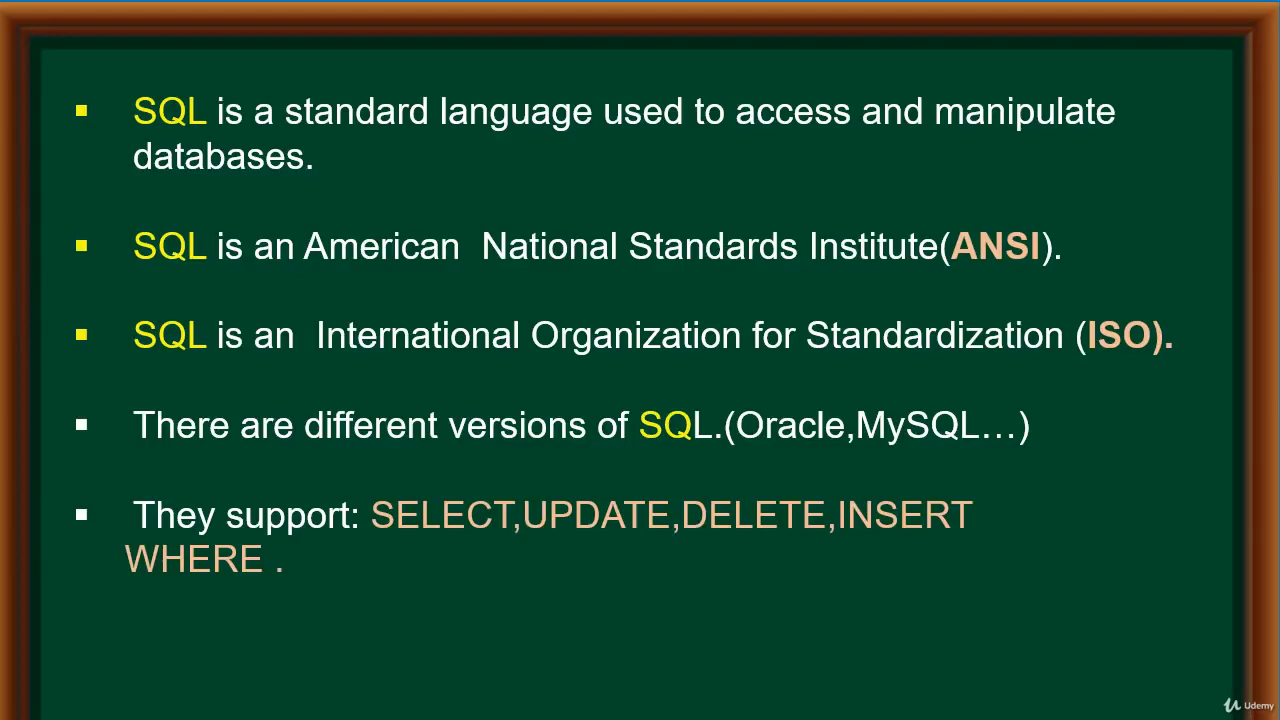 SQL is a standard language used to access and manipulate
databases.
SQL is an American  National Standards Institute(ANSI).
SQL is an  International Organization for Standardization (ISO).
There are different versions of SQL.(Oracle,MySQL…)
They support: SELECT,UPDATE,DELETE,INSERT
WHERE .
Udemy